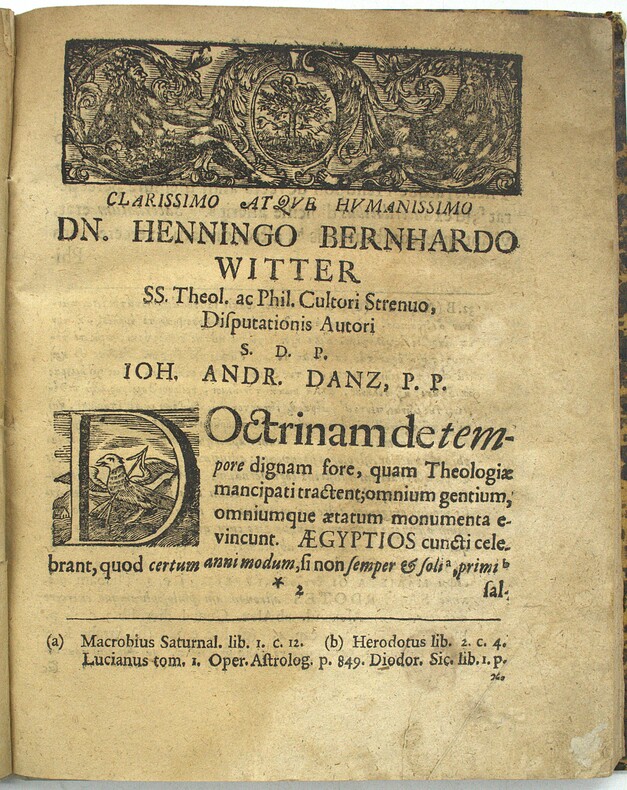 CLARISSIMO ATQVE HVMANISSIMO
DN. HENNINGO BERNHARDO
WITTER
SS. Theol. ac Phil. Cultori Strenuo,
Diſputationis Autori
S. D. P.
IOH. ANDR. DANZ, P. P.
DOctrinam de tem-
pore dignam fore, quam Theologiæ
mancipati tractent; omnium gentium,
omniumque ætatum monumenta e-
vincunt. ÆGYPTIOS cuncti cele-
brant, quod certum anni modum, ſi non ſemper & ſoli ᵃ, primi ᵇ
* 2 ſal-
(a) Macrobius Saturnal. lib. 1. c. 12. (b) Herodotus lib. 2. c. 4.
Lucianus tom. 1. Oper. Aſtrolog. p. 849. Diodor. Sic. lib. 1. p.